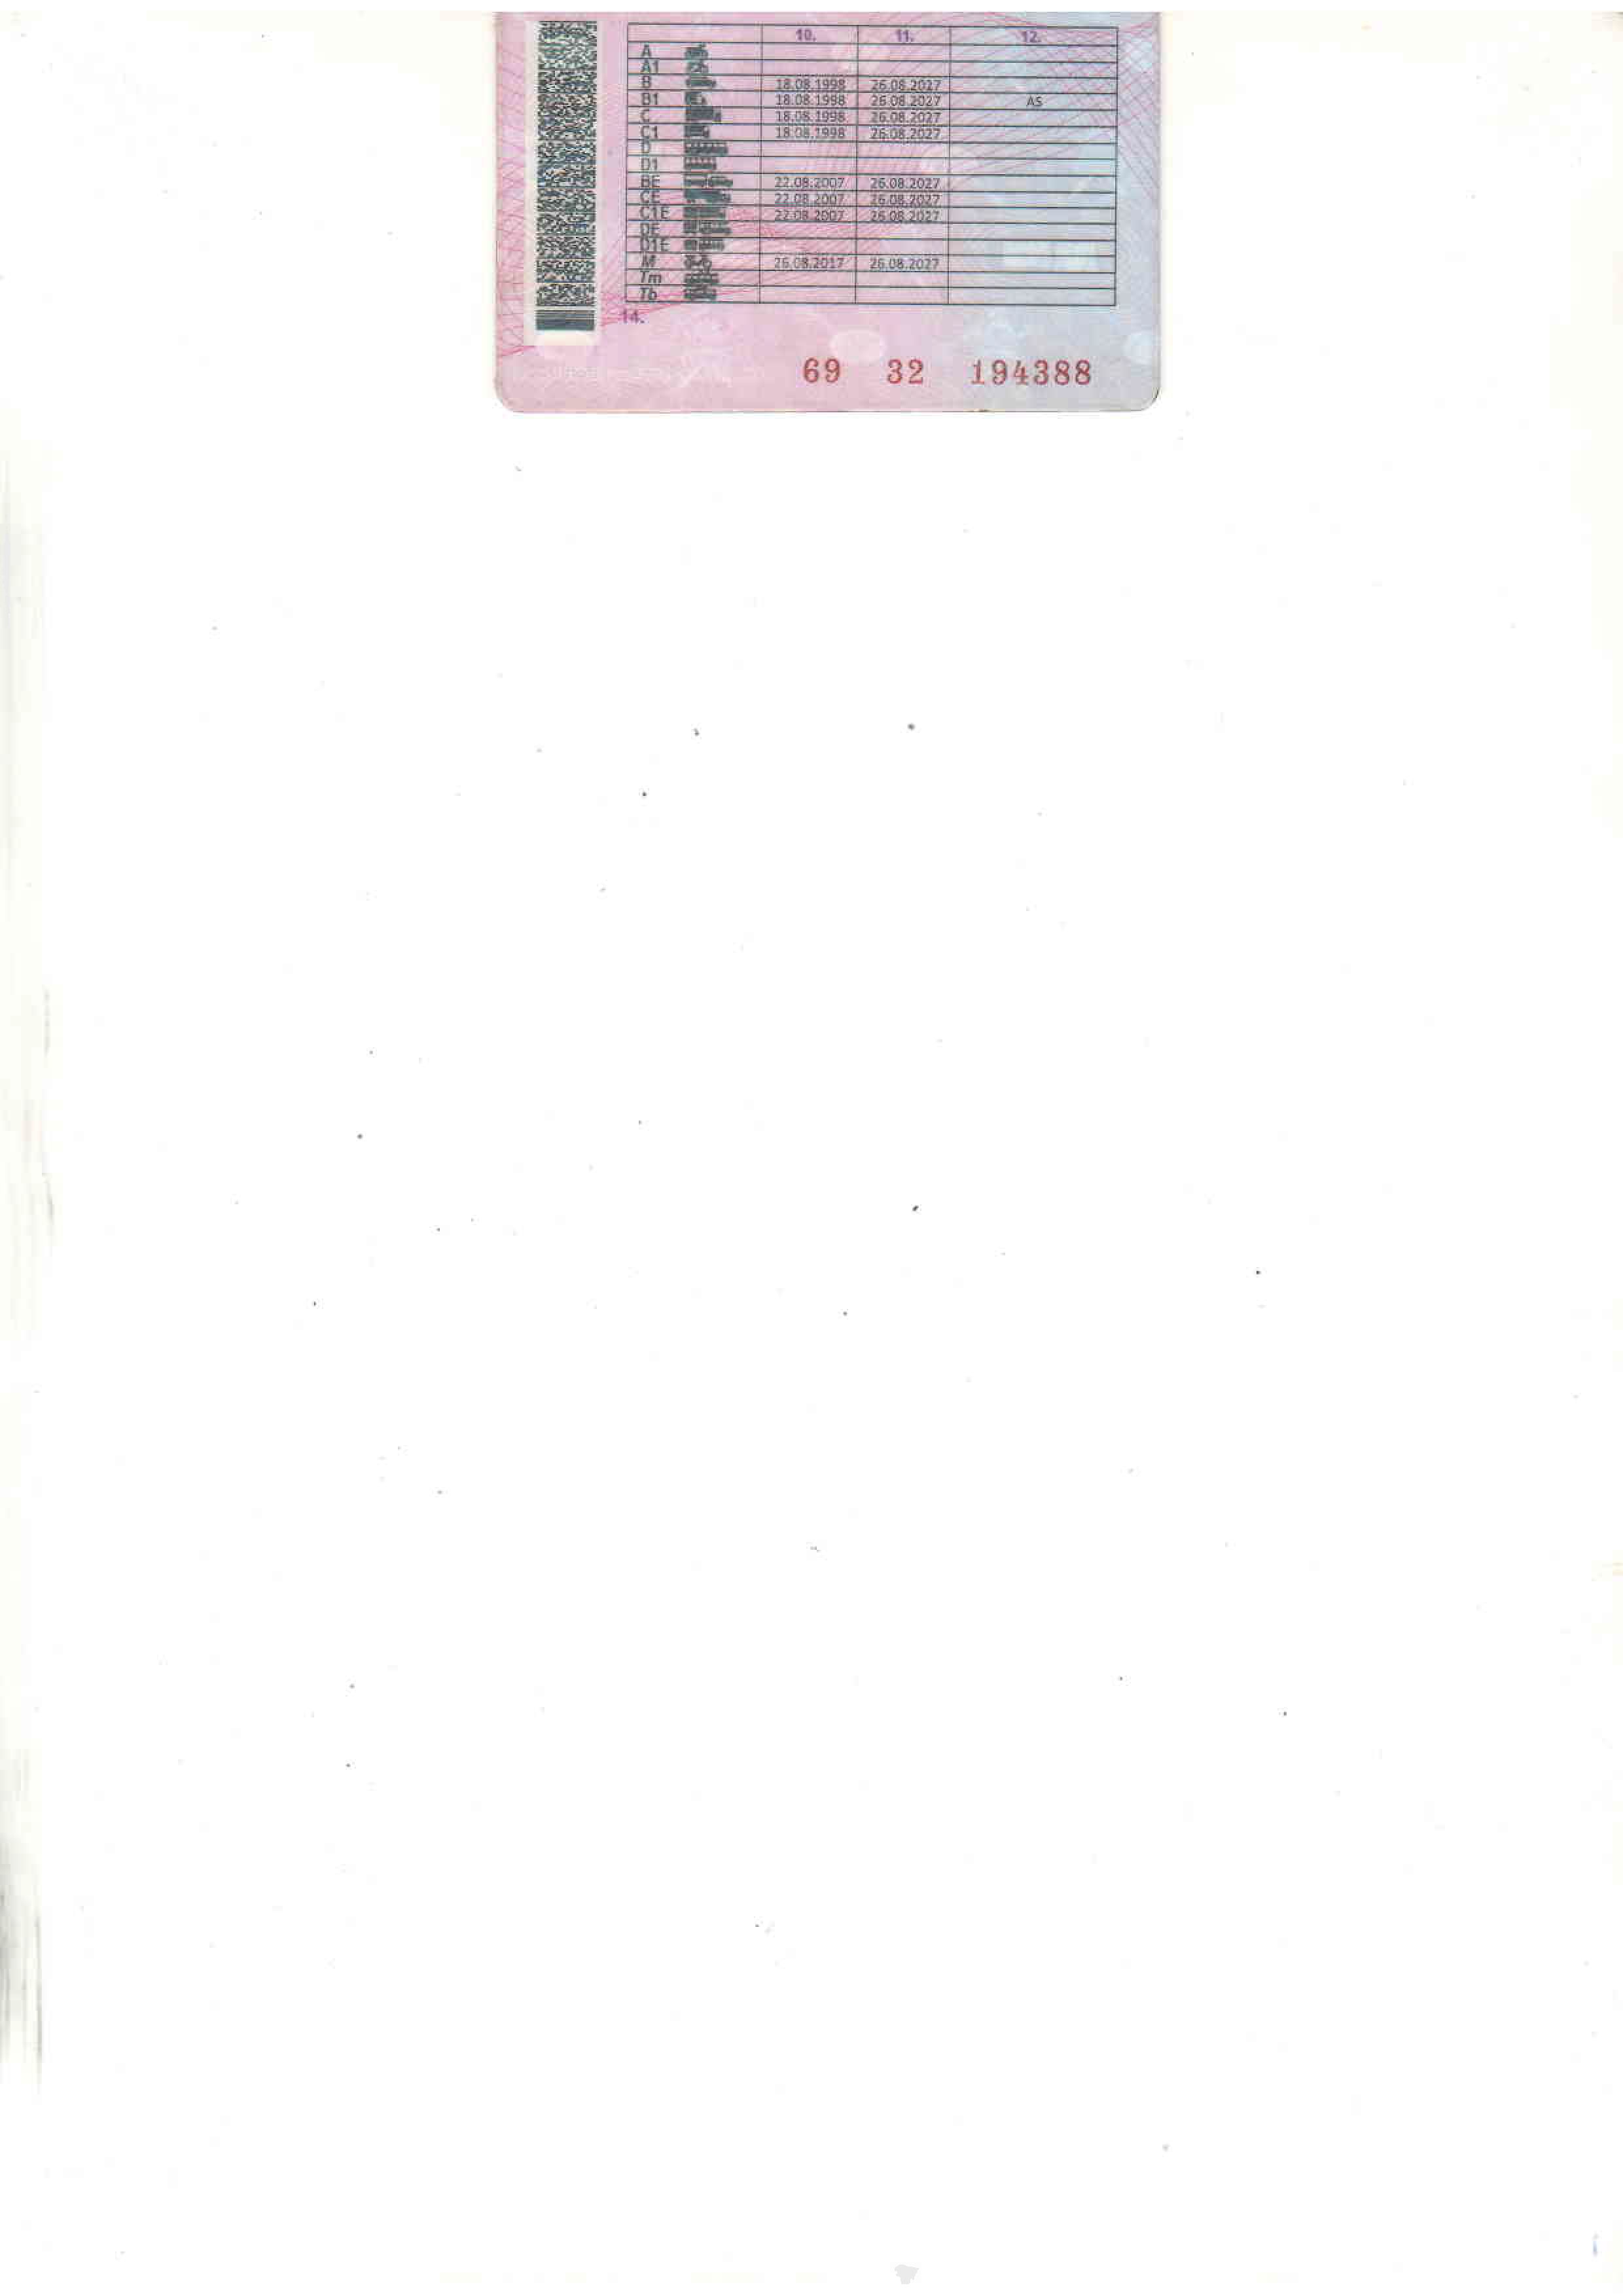 10. 11. 12.
A
A1
B 18.08.1998 26.08.2027
B1 18.08.1998 26.08.2027 AS
C 18.08.1998 26.08.2027
C1 18.08.1998 26.08.2027
D
D1
BE 22.08.2007 26.08.2027
CE 22.08.2007 26.08.2027
C1E 22.08.2007 26.08.2027
DE
D1E
M 26.08.2017 26.08.2027
Tm
Tb
14.
69 32 194388